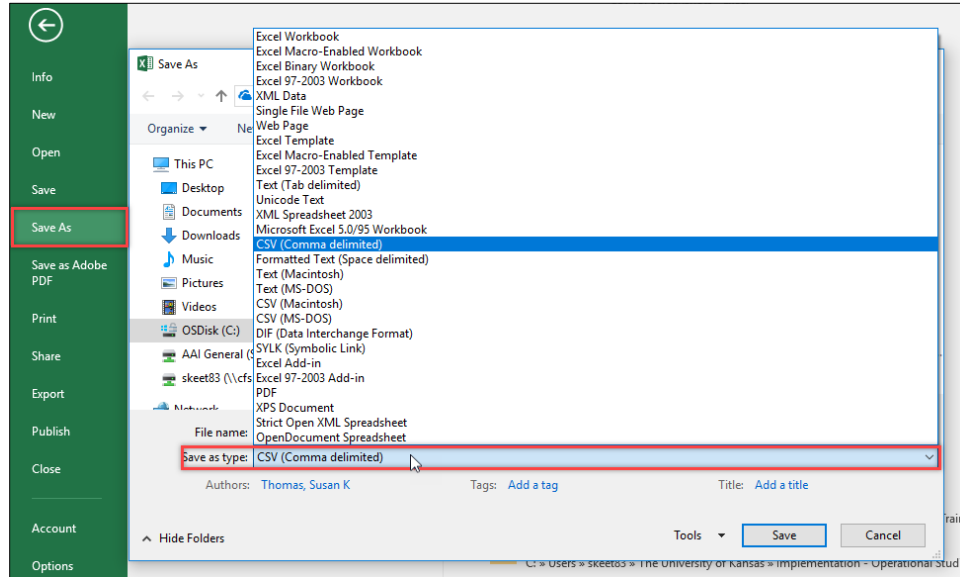 Info
New
Open
Save
Save As
Save as Adobe
PDF
Print
Share
Export
Publish
Close
Account
Options
Save As
Organize
Ne
This PC
Desktop
Documents
Downloads
Music
Pictures
Videos
OSDisk (C:)
AAI General (S
skeet83 (\\cfs
Network
Excel Workbook
Excel Macro-Enabled Workbook
Excel Binary Workbook
Excel 97-2003 Workbook
XML Data
Single File Web Page
Web Page
Excel Template
Excel Macro-Enabled Template
Excel 97-2003 Template
Text (Tab delimited)
Unicode Text
XML Spreadsheet 2003
Microsoft Excel 5.0/95 Workbook
CSV (Comma delimited)
Formatted Text (Space delimited)
Text (Macintosh)
Text (MS-DOS)
CSV (Macintosh)
CSV (MS-DOS)
DIF (Data Interchange Format)
SYLK (Symbolic Link)
Excel Add-in
Excel 97-2003 Add-in
PDF
XPS Document
Strict Open XML Spreadsheet
OpenDocument Spreadsheet
File name:
Save as type: CSV (Comma delimited)
Authors: Thomas, Susan K Tags: Add a tag Title: Add a title
Hide Folders Tools Save Cancel
Trai
C: » Users » skeet83 » The University of Kansas » Implementation - Operational Stud